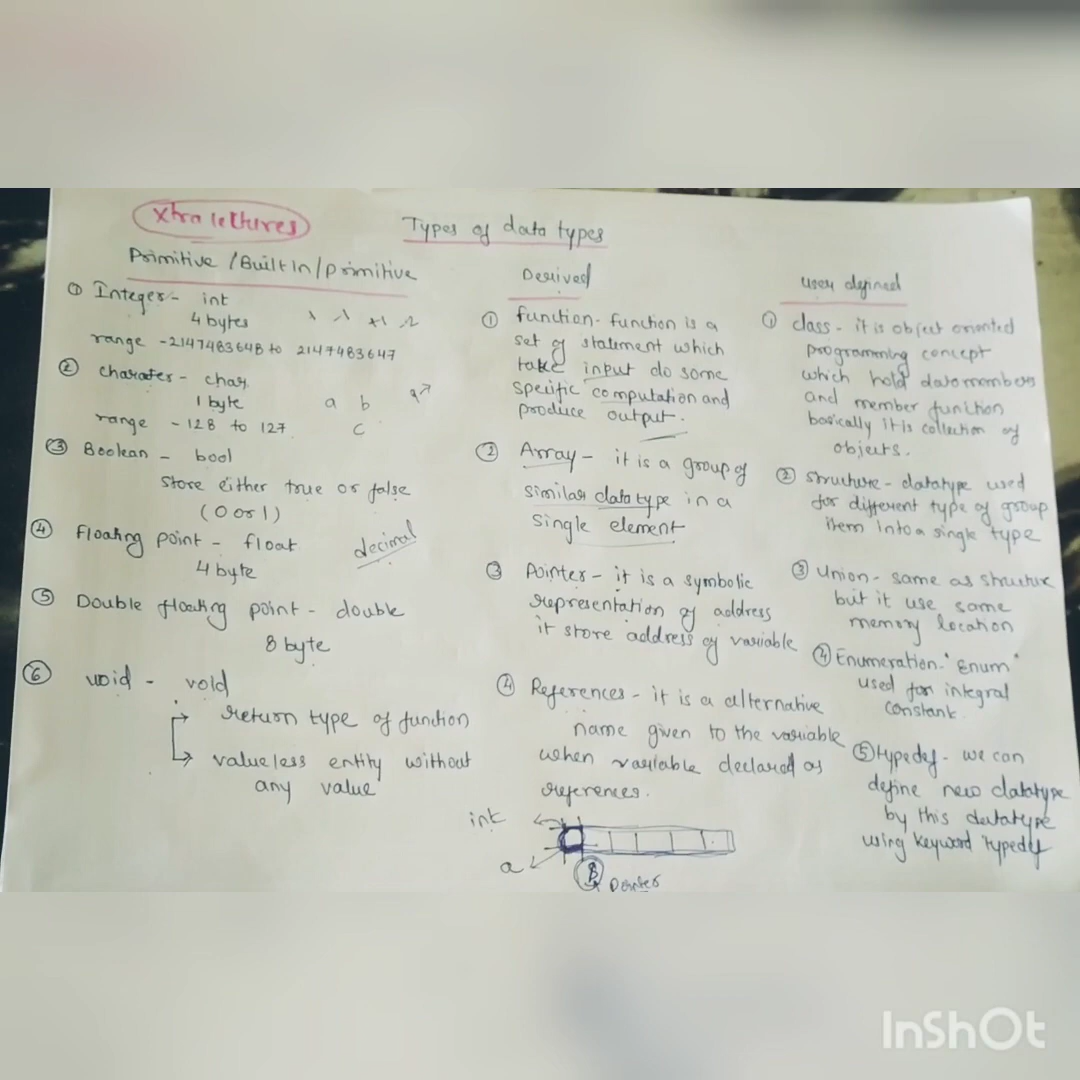 Xtra lectures
Types of data types
Primitive / Built In / primitive
① Integer - int
4 bytes
range -2147483648 to 2147483647
② Charater - char
1 byte
a b
c
range -128 to 127
③ Boolean - bool
store either true or false
(0 or 1)
④ Floating point - float
decimal
4 byte
⑤ Double floating point - double
8 byte
⑥ void - void
return type of function
valueless entity without
any value
Derived
① function - function is a
set of statement which
take input do some
specific computation and
produce output.
② Array - it is a group of
similar datatype in a
single element
③ Pointer - it is a symbolic
representation of address
it store address of variable
④ References - it is a alternative
name given to the variable
when variable declared as
references.
int
a
Pointer
user defined
① class - it is object oriented
programming concept
which hold datamembers
and member function
basically it is collection of
objects.
② structure - datatype used
for different type of group
item into a single type
③ Union - same as structure
but it use same
memory location
④ Enumeration - "Enum"
used for integral
constant
⑤ typedef - we can
define new datatype
by this datatype
using keyword 'typedef'
InShOt